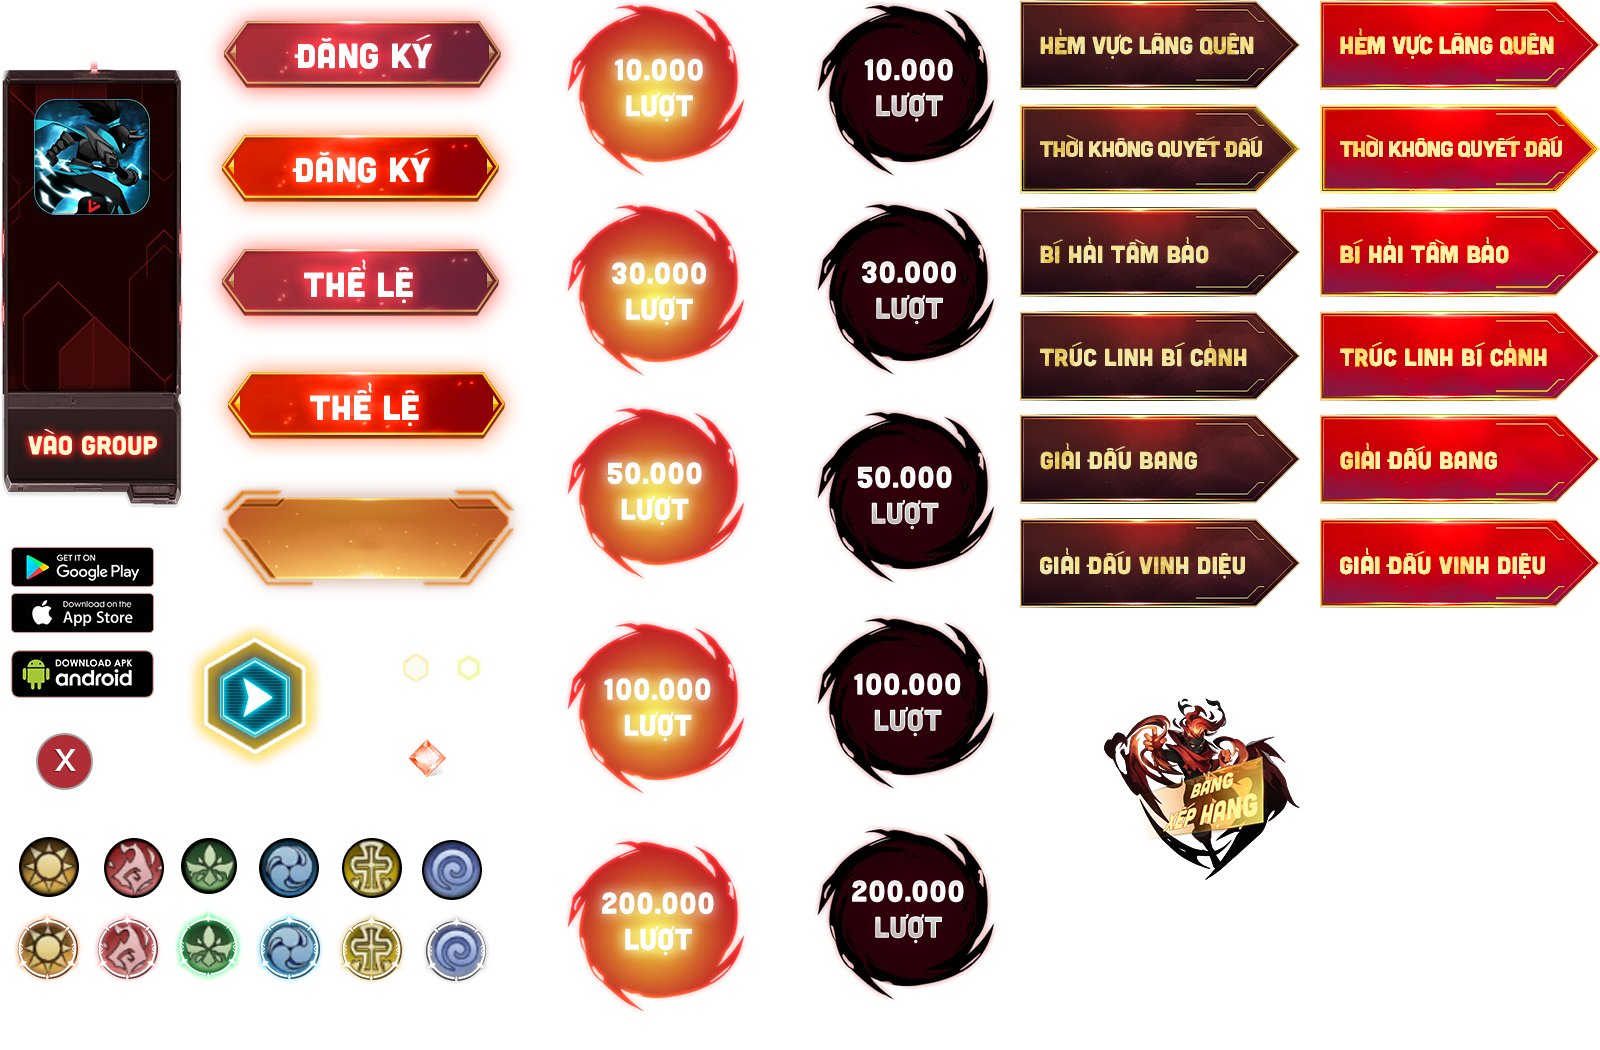 VÀO GROUP
GET IT ON
Google Play
Download on the
App Store
DOWNLOAD APK
android
X
ĐĂNG KÝ
ĐĂNG KÝ
THỂ LỆ
THỂ LỆ
10.000
LƯỢT
30.000
LƯỢT
50.000
LƯỢT
100.000
LƯỢT
200.000
LƯỢT
10.000
LƯỢT
30.000
LƯỢT
50.000
LƯỢT
100.000
LƯỢT
200.000
LƯỢT
HẺM VỰC LÃNG QUÊN
THỜI KHÔNG QUYẾT ĐẤU
BÍ HẢI TẦM BẢO
TRÚC LINH BÍ CẢNH
GIẢI ĐẤU BANG
GIẢI ĐẤU VINH DIỆU
HẺM VỰC LÃNG QUÊN
THỜI KHÔNG QUYẾT ĐẤU
BÍ HẢI TẦM BẢO
TRÚC LINH BÍ CẢNH
GIẢI ĐẤU BANG
GIẢI ĐẤU VINH DIỆU
BẢNG
XẾP HẠNG